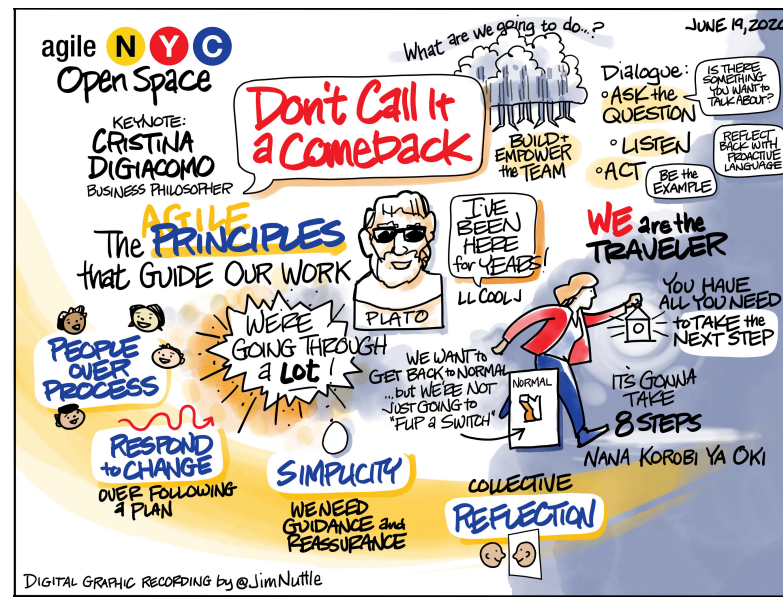 agile NYC
Open Space
KEYNOTE:
CRISTINA
DIGIACOMO
BUSINESS PHILOSOPHER
Don't Call It
a Comeback
What are we going to do...?
BUILD +
EMPOWER
the TEAM
JUNE 19, 2020
Dialogue:
• ASK the
QUESTION
IS THERE
SOMETHING
YOU WANT to
TALK ABOUT?
• LISTEN
REFLECT
BACK WITH
PROACTIVE
LANGUAGE
• ACT
BE the
EXAMPLE
AGILE
The PRINCIPLES
that GUIDE OUR WORK
PLATO
I'VE
BEEN
HERE
for YEARS!
LL COOL J
WE are the
TRAVELER
YOU HAVE
ALL YOU NEED
to TAKE the
NEXT STEP
WE'RE
GOING THROUGH
a LOT!
PEOPLE
OVER
PROCESS
RESPOND
to CHANGE
OVER FOLLOWING
a PLAN
SIMPLICITY
WE NEED
GUIDANCE and
REASSURANCE
WE WANT to
GET BACK to NORMAL
...but WE'RE NOT
JUST GOING to
"FLIP a SWITCH"
NORMAL
IT'S GONNA
TAKE
8 STEPS
NANA KOROBI YA OKI
COLLECTIVE
REFLECTION
DIGITAL GRAPHIC RECORDING by @JimNuttle